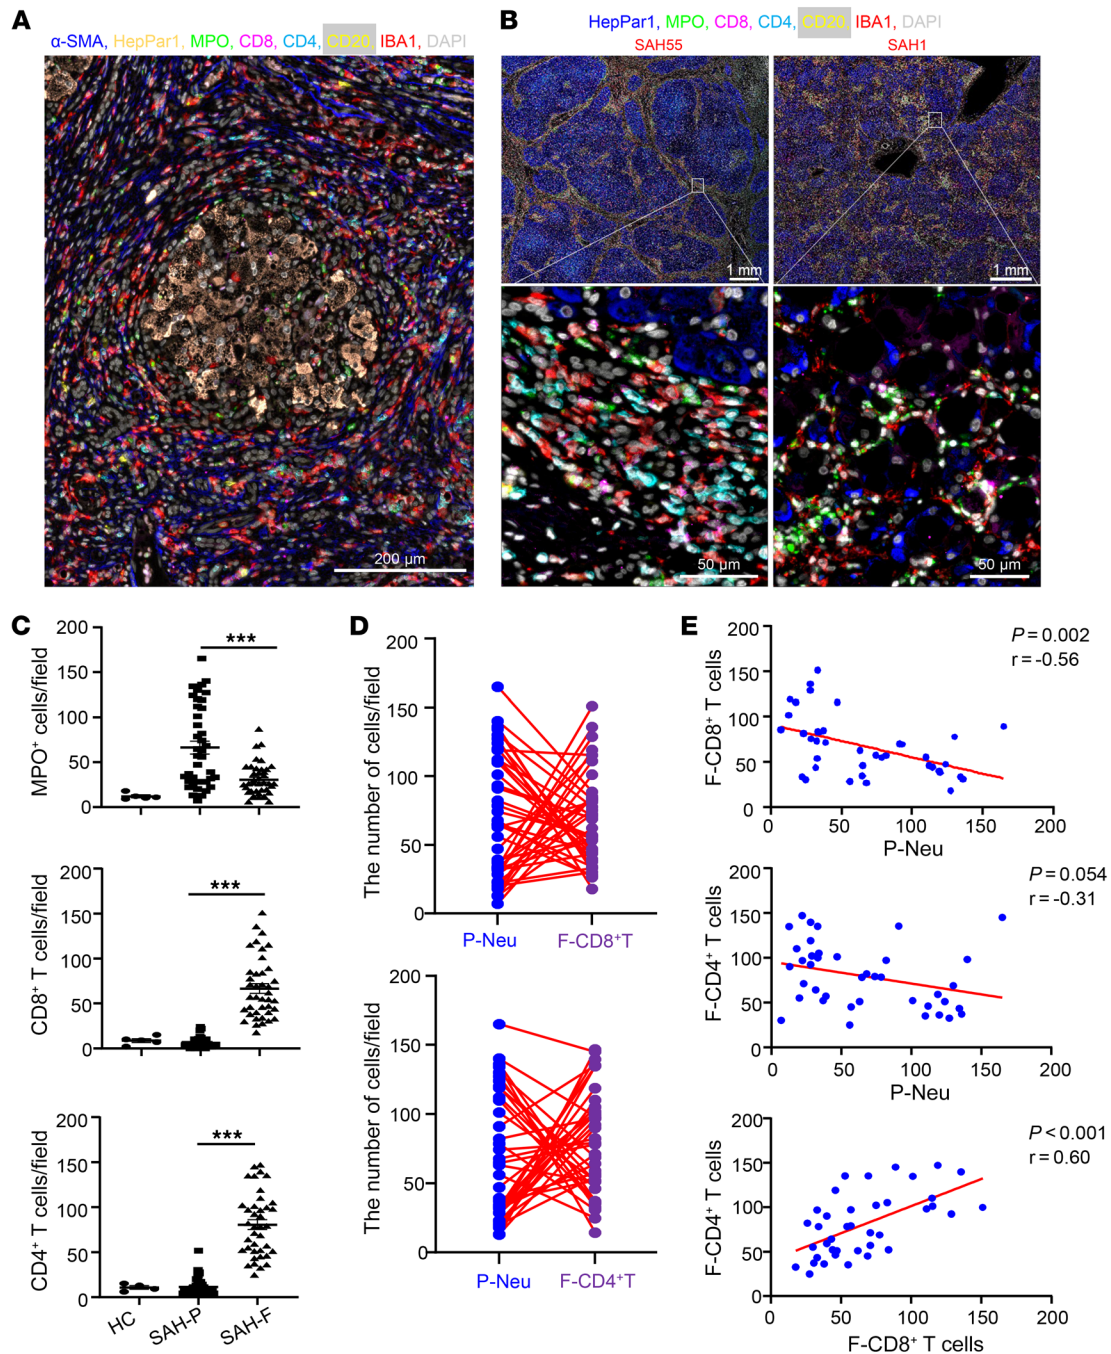 A
α-SMA, HepPar1, MPO, CD8, CD4, CD20, IBA1, DAPI
200 µm
B
HepPar1, MPO, CD8, CD4, CD20, IBA1, DAPI
SAH55
SAH1
1 mm
1 mm
50 µm
50 µm
C
MPO⁺ cells/field
200
150
100
50
0
***
CD8⁺ T cells/field
200
150
100
50
0
***
CD4⁺ T cells/field
200
150
100
50
0
***
HC
SAH-P
SAH-F
D
The number of cells/field
200
150
100
50
0
P-Neu
F-CD8⁺T
The number of cells/field
200
150
100
50
0
P-Neu
F-CD4⁺T
E
F-CD8⁺ T cells
200
150
100
50
0
P = 0.002
r = -0.56
0 50 100 150 200
P-Neu
F-CD4⁺ T cells
200
150
100
50
0
P = 0.054
r = -0.31
0 50 100 150 200
P-Neu
F-CD4⁺ T cells
200
150
100
50
0
P < 0.001
r = 0.60
0 50 100 150 200
F-CD8⁺ T cells